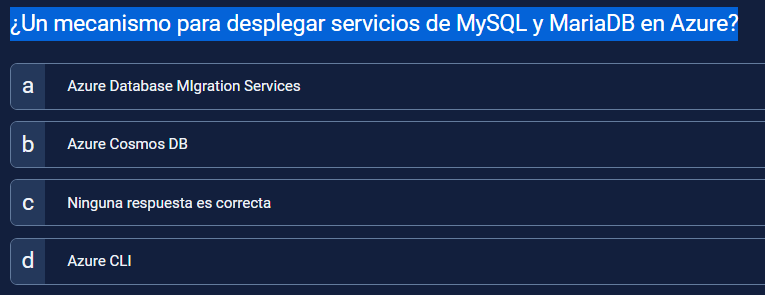 ¿Un mecanismo para desplegar servicios de MySQL y MariaDB en Azure?
a Azure Database MIgration Services
b Azure Cosmos DB
c Ninguna respuesta es correcta
d Azure CLI